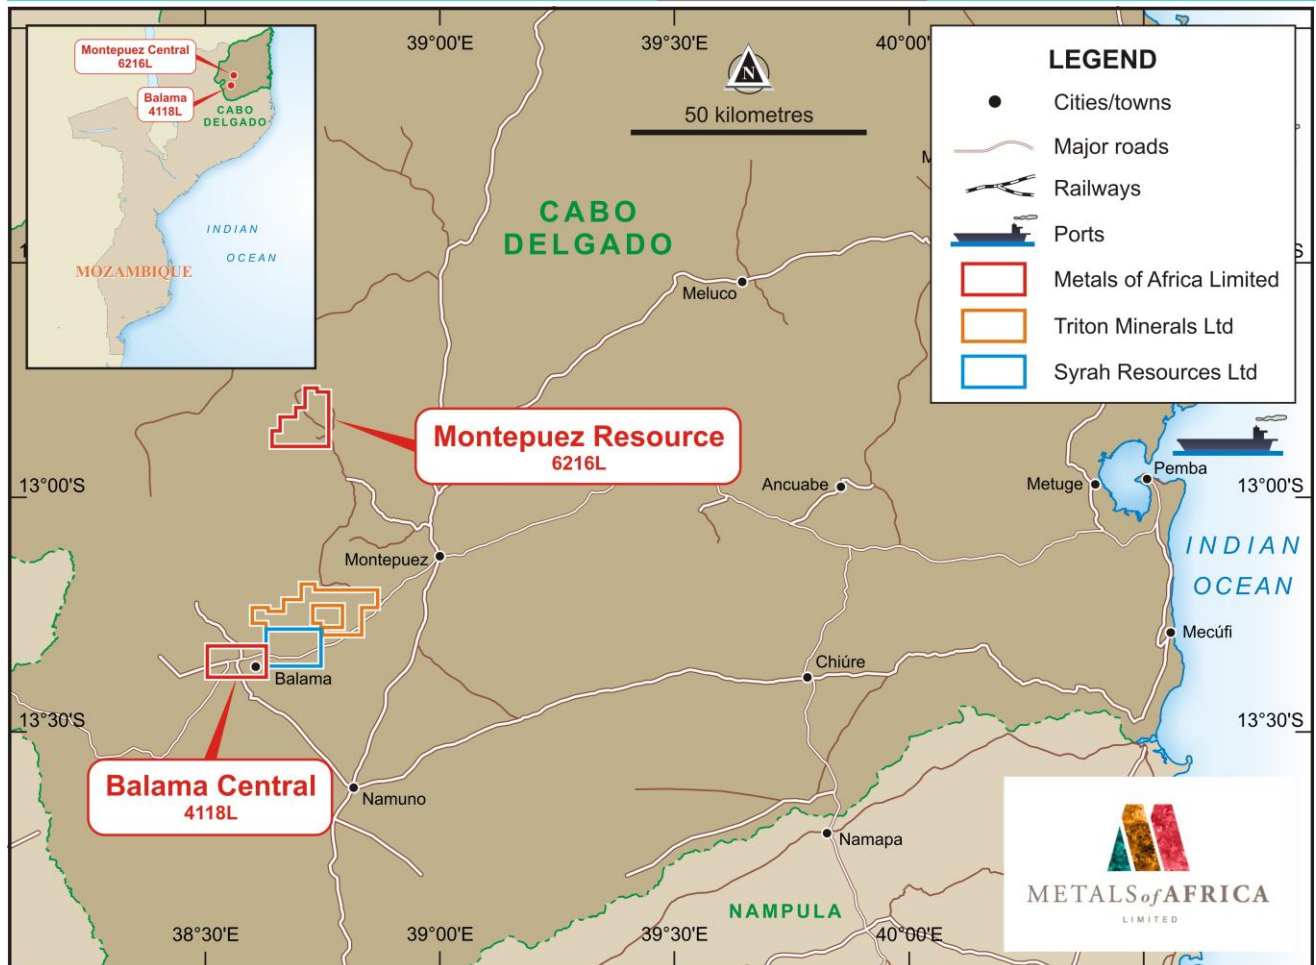 Montepuez Central
6216L
Balama
4118L
CABO
DELGADO
INDIAN
OCEAN
MOZAMBIQUE
39°00'E
39°30'E
40°00'
50 kilometres
N
M
CABO
DELGADO
LEGEND
Cities/towns
Major roads
Railways
Ports
Metals of Africa Limited
Triton Minerals Ltd
Syrah Resources Ltd
Meluco
Montepuez Resource
6216L
13°00'S
Ancuabe
Metuge
Pemba
13°00'S
Montepuez
INDIAN
OCEAN
Mecúfi
Balama
Chiúre
13°30'S
13°30'S
Balama Central
4118L
Namuno
Namapa
NAMPULA
METALS of AFRICA
LIMITED
38°30'E
39°00'E
39°30'E
40°00'E